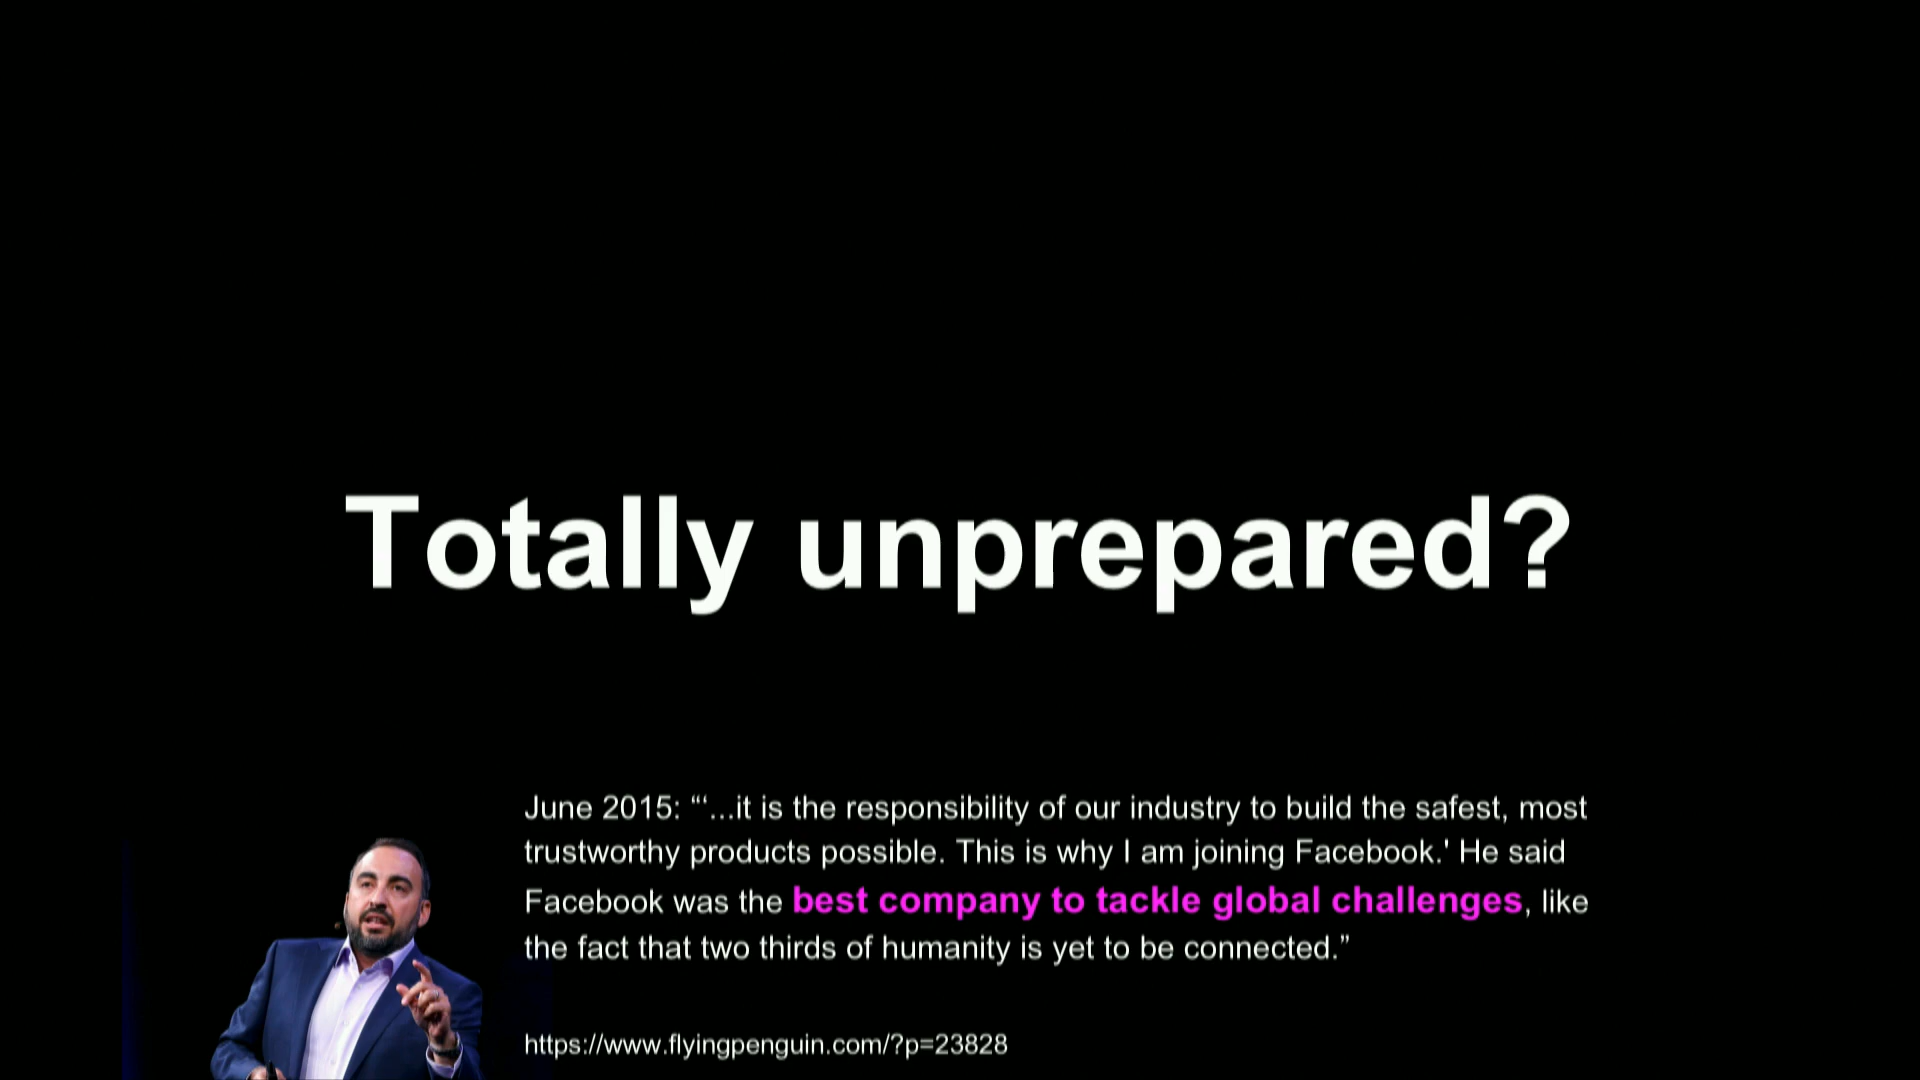 Totally unprepared?
June 2015: “‘...it is the responsibility of our industry to build the safest, most
trustworthy products possible. This is why I am joining Facebook.' He said
Facebook was the best company to tackle global challenges, like
the fact that two thirds of humanity is yet to be connected.”
https://www.flyingpenguin.com/?p=23828